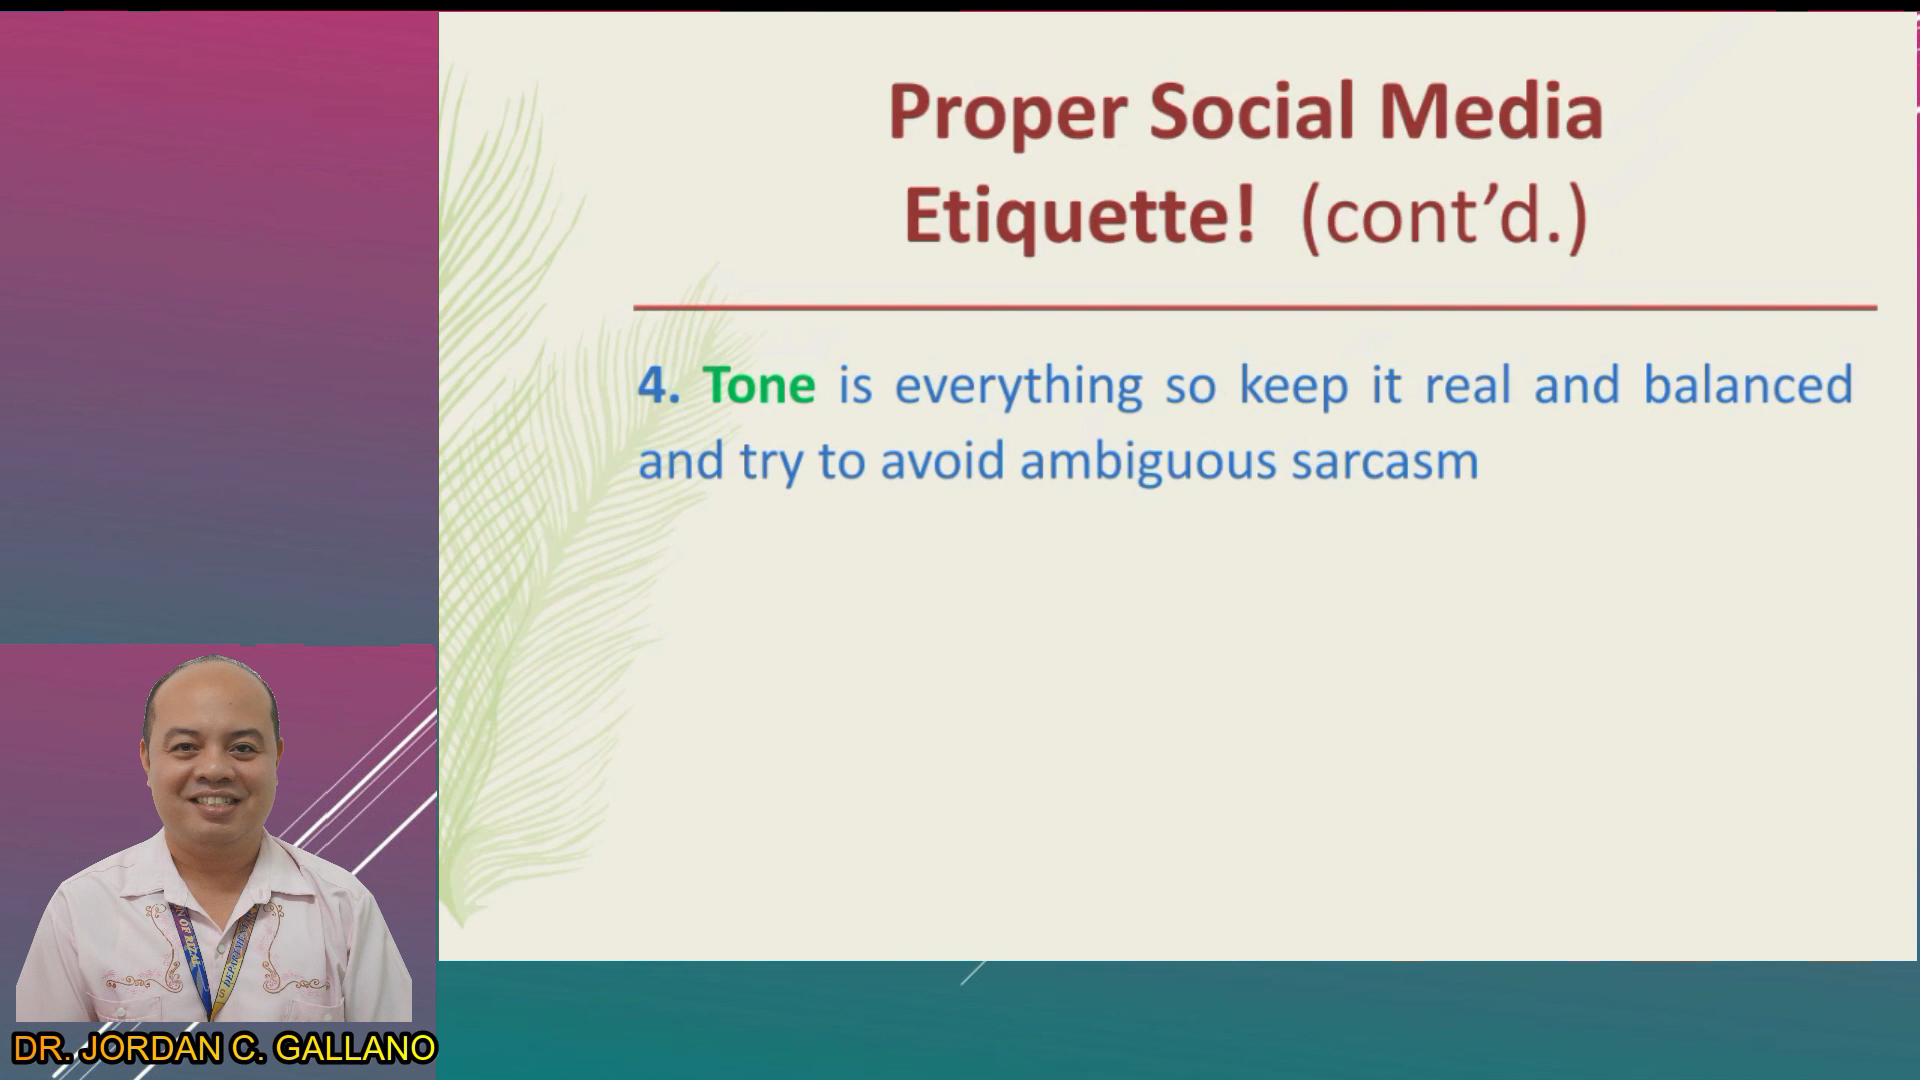 Proper Social Media
Etiquette! (cont’d.)
4. Tone is everything so keep it real and balanced
and try to avoid ambiguous sarcasm
DR. JORDAN C. GALLANO